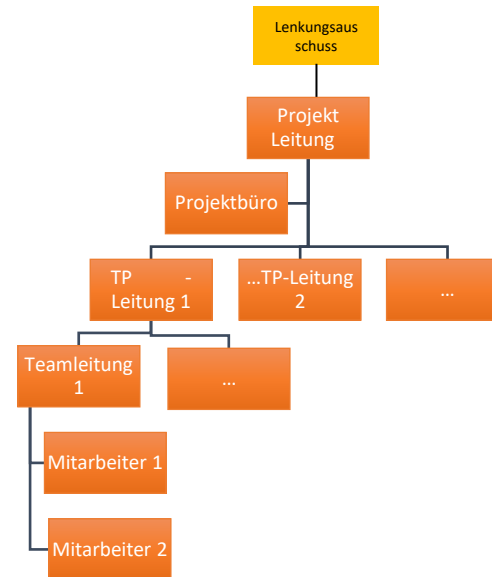 Lenkungsaus
schuss
Projekt
Leitung
Projektbüro
TP -
Leitung 1
...TP-Leitung
2
...
Teamleitung
1
...
Mitarbeiter 1
Mitarbeiter 2